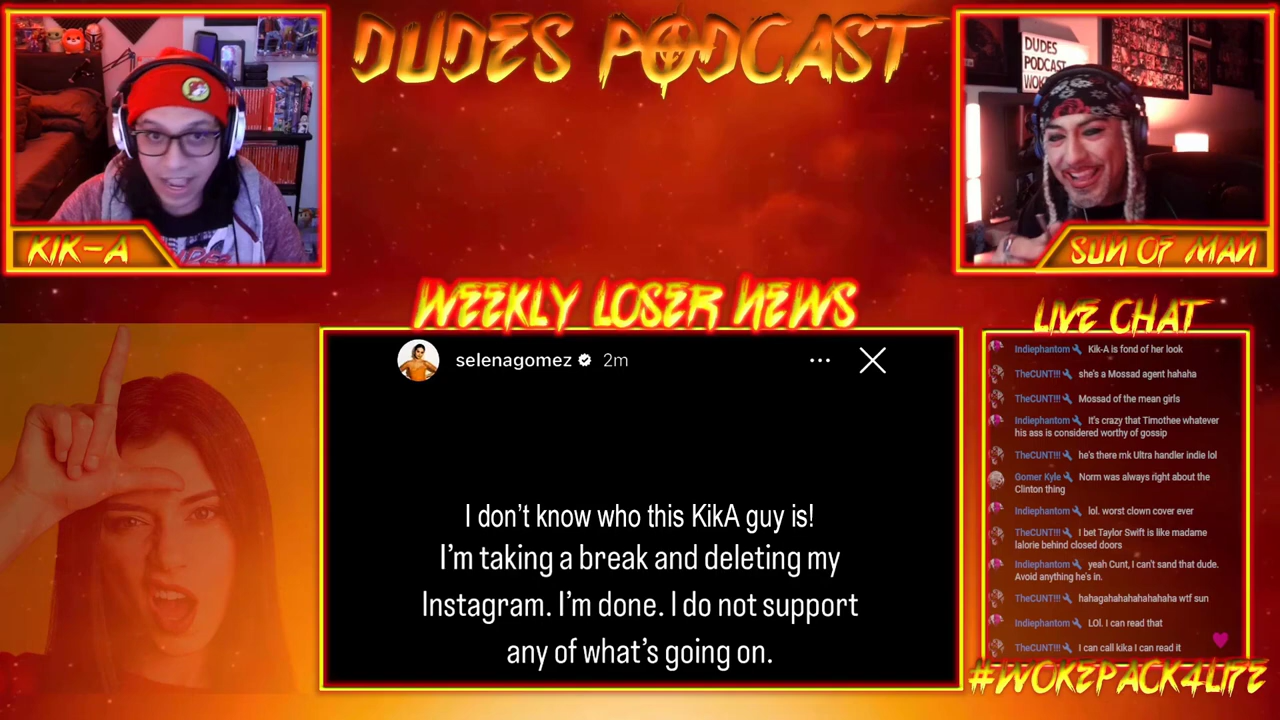 DUDES PODCAST
DUDES
PODCAST
KIK-A
SUN OF MAN
WEEKLY LOSER NEWS
selenagomez 2m
I don't know who this KikA guy is!
I'm taking a break and deleting my
Instagram. I'm done. I do not support
any of what's going on.
LIVE CHAT
Indiephantom Kik-A is fond of her look
TheCUNT!!! she's a Mossad agent hahaha
TheCUNT!!! Mossad of the mean girls
Indiephantom It's crazy that Timothee whatever
his ass is considered worthy of gossip
TheCUNT!!! he's there mk Ultra handler indie lol
Gomer Kyle Norm was always right about the
Clinton thing
Indiephantom lol. worst clown cover ever
TheCUNT!!! I bet Taylor Swift is like madame
lalorie behind closed doors
Indiephantom yeah Cunt, I can't sand that dude.
Avoid anything he's in.
TheCUNT!!! hahagahahahahahaha wtf sun
Indiephantom LOl. I can read that
TheCUNT!!! I can call kika I can read it
#WOKEPACK4LIFE